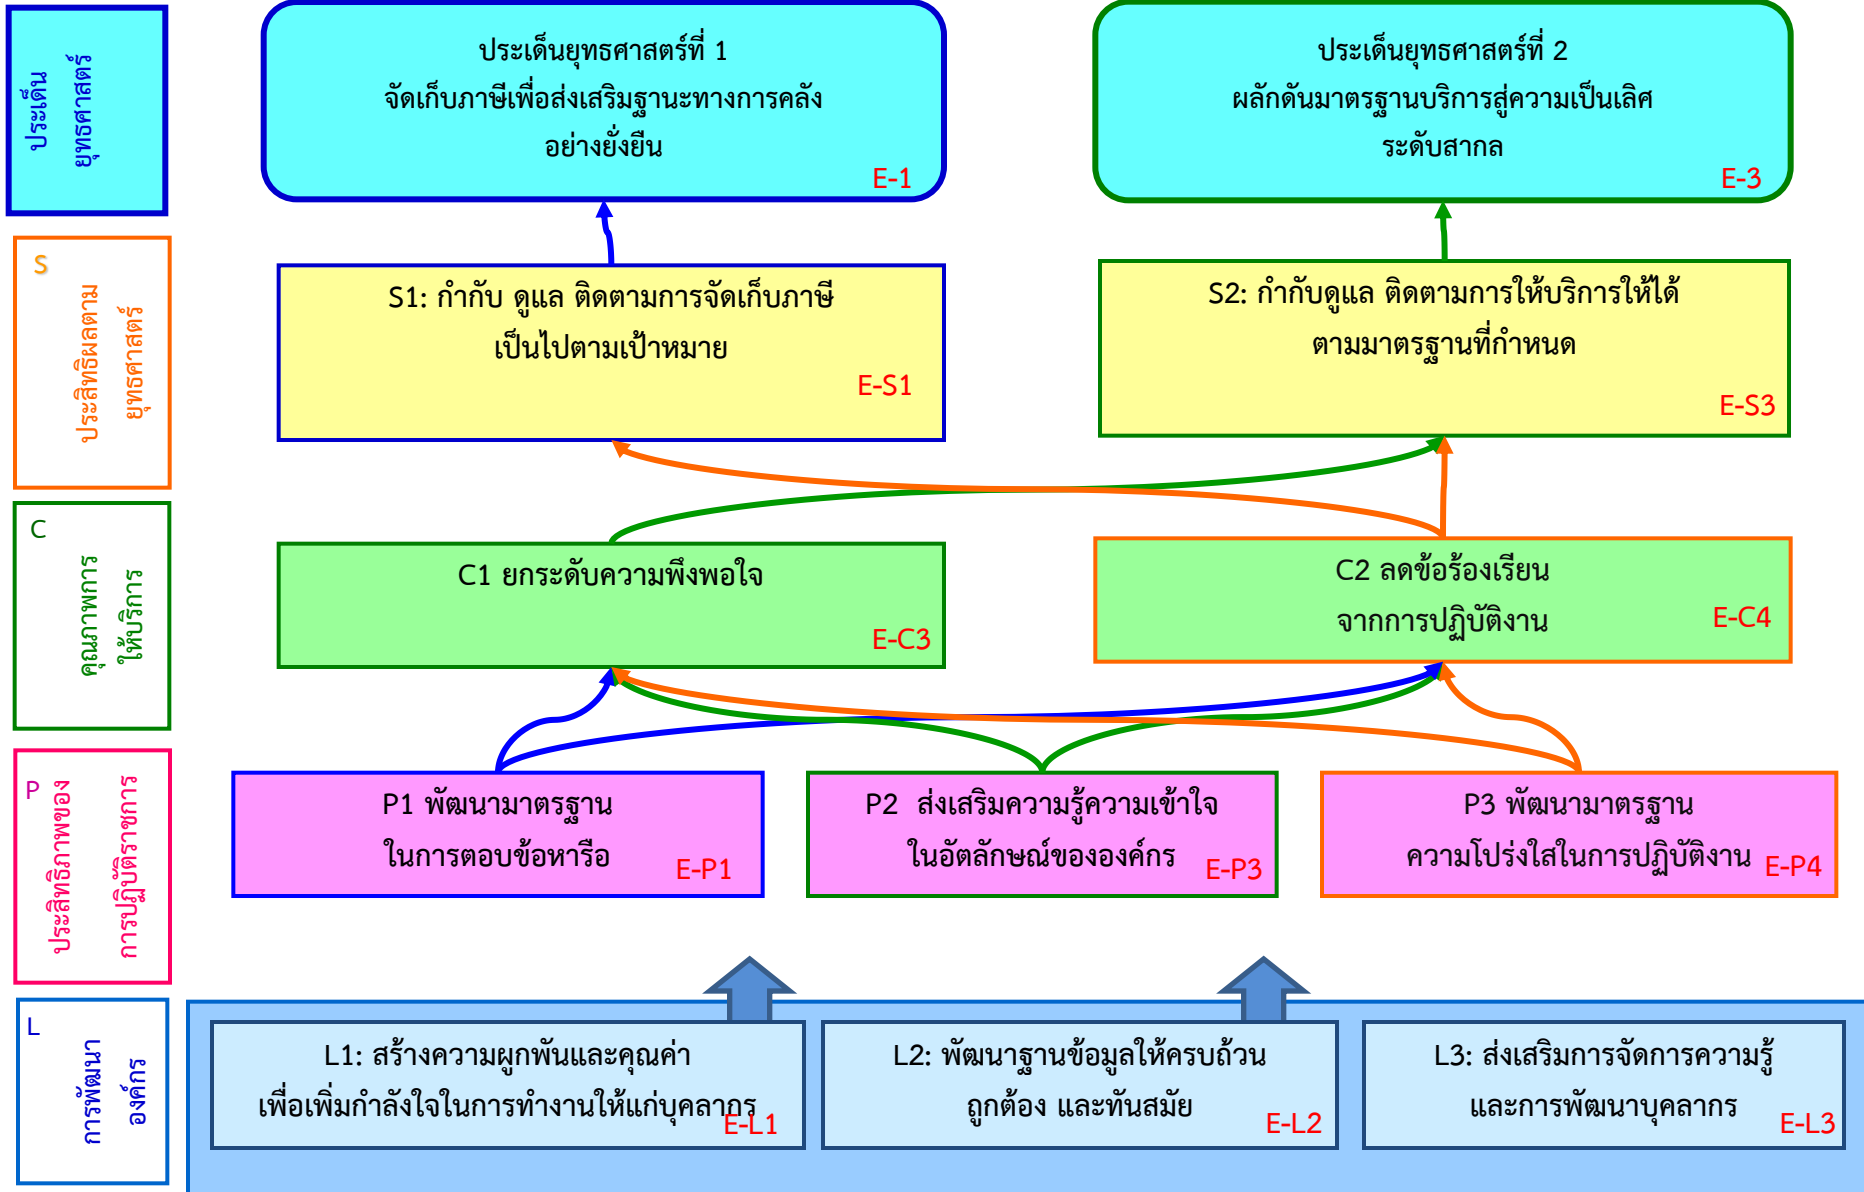 ประเด็น
ยุทธศาสตร์
ประเด็นยุทธศาสตร์ที่ 1
จัดเก็บภาษีเพื่อส่งเสริมฐานะทางการคลัง
อย่างยั่งยืน
E-1
ประเด็นยุทธศาสตร์ที่ 2
ผลักดันมาตรฐานบริการสู่ความเป็นเลิศ
ระดับสากล
E-3
S
ประสิทธิผลตาม
ยุทธศาสตร์
S1: กำกับ ดูแล ติดตามการจัดเก็บภาษี
เป็นไปตามเป้าหมาย
E-S1
S2: กำกับดูแล ติดตามการให้บริการให้ได้
ตามมาตรฐานที่กำหนด
E-S3
C
คุณภาพการ
ให้บริการ
C1 ยกระดับความพึงพอใจ
E-C3
C2 ลดข้อร้องเรียน
จากการปฏิบัติงาน
E-C4
P
ประสิทธิภาพของ
การปฏิบัติราชการ
P1 พัฒนามาตรฐาน
ในการตอบข้อหารือ
E-P1
P2 ส่งเสริมความรู้ความเข้าใจ
ในอัตลักษณ์ขององค์กร
E-P3
P3 พัฒนามาตรฐาน
ความโปร่งใสในการปฏิบัติงาน
E-P4
L
การพัฒนา
องค์กร
L1: สร้างความผูกพันและคุณค่า
เพื่อเพิ่มกำลังใจในการทำงานให้แก่บุคลากร
E-L1
L2: พัฒนาฐานข้อมูลให้ครบถ้วน
ถูกต้อง และทันสมัย
E-L2
L3: ส่งเสริมการจัดการความรู้
และการพัฒนาบุคลากร
E-L3